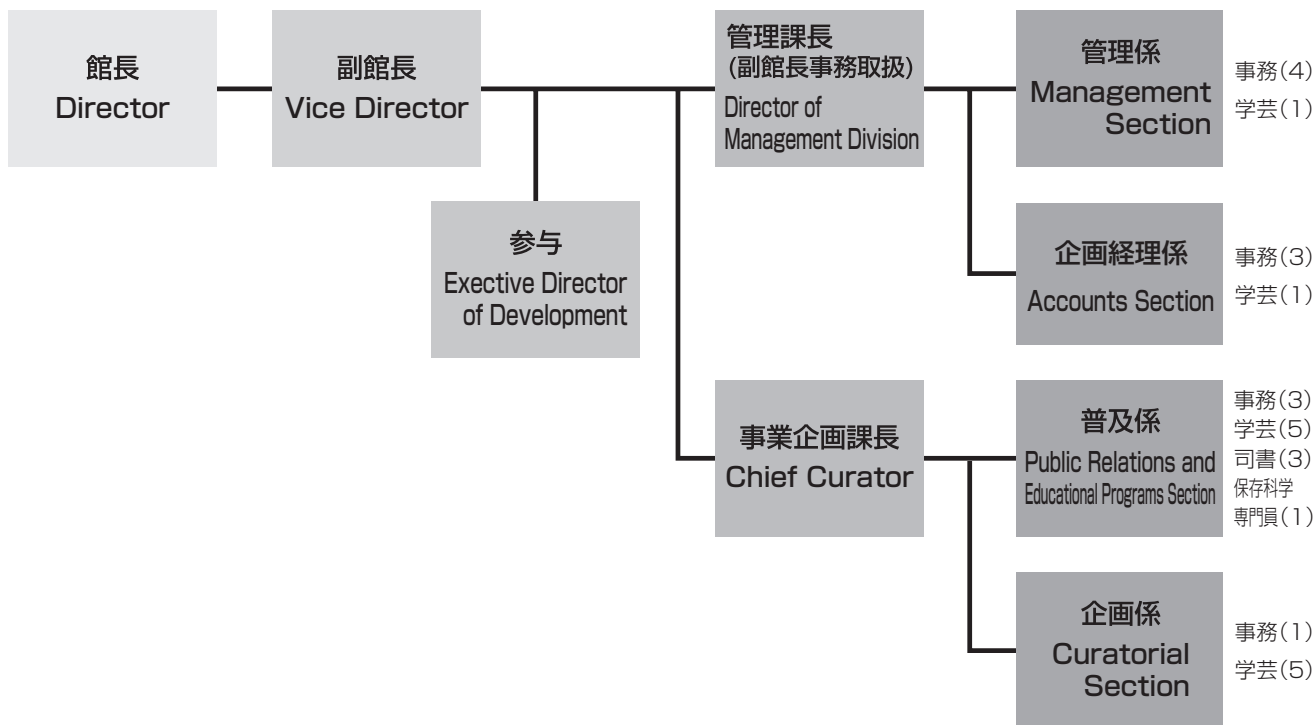 館長
Director
副館長
Vice Director
参与
Exective Director
of Development
管理課長
(副館長事務取扱)
Director of
Management Division
管理係
Management
Section
事務(4)
学芸(1)
企画経理係
Accounts Section
事務(3)
学芸(1)
事業企画課長
Chief Curator
普及係
Public Relations and
Educational Programs Section
事務(3)
学芸(5)
司書(3)
保存科学
専門員(1)
企画係
Curatorial
Section
事務(1)
学芸(5)